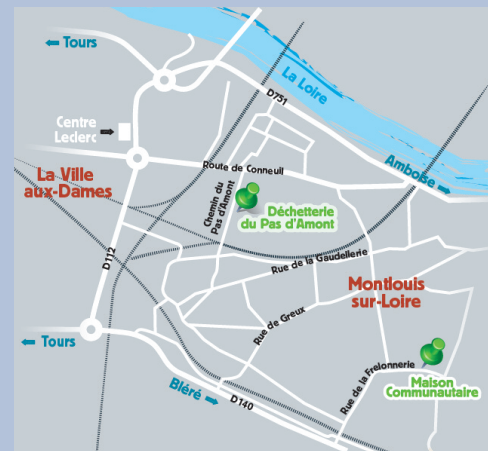 ← Tours
La Loire
D751
Centre
Leclerc →
Amboise →
Route de Conneuil
La Ville
aux-Dames
Chemin du
Pas d'Amont
Déchetterie
du Pas d'Amont
D112
Rue de la Gaudellerie
Montlouis
sur-Loire
Rue de Greux
← Tours
Rue de la Frelonnerie
Maison
Communautaire
Bléré →
D140